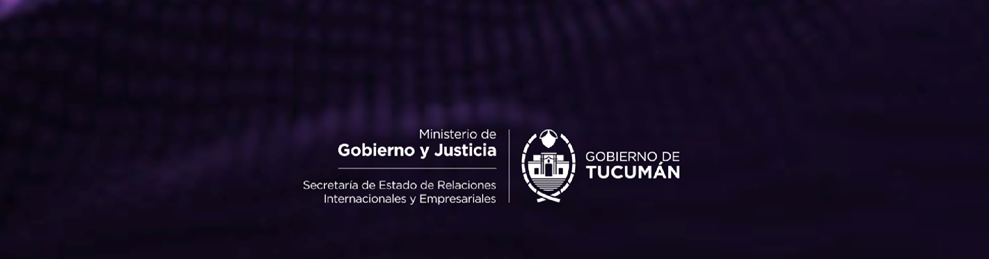 Ministerio de
Gobierno y Justicia
Secretaría de Estado de Relaciones
Internacionales y Empresariales
GOBIERNO DE
TUCUMÁN